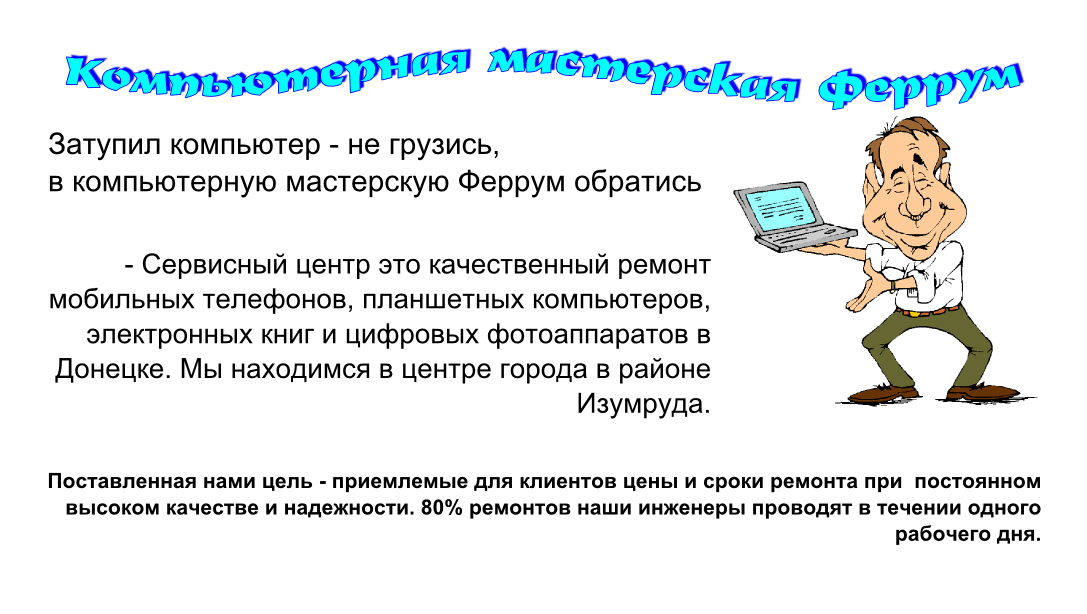 Компьютерная мастерская Феррум
Затупил компьютер - не грузись,
в компьютерную мастерскую Феррум обратись
- Сервисный центр это качественный ремонт
мобильных телефонов, планшетных компьютеров,
электронных книг и цифровых фотоаппаратов в
Донецке. Мы находимся в центре города в районе
Изумруда.
Поставленная нами цель - приемлемые для клиентов цены и сроки ремонта при  постоянном
высоком качестве и надежности. 80% ремонтов наши инженеры проводят в течении одного
рабочего дня.